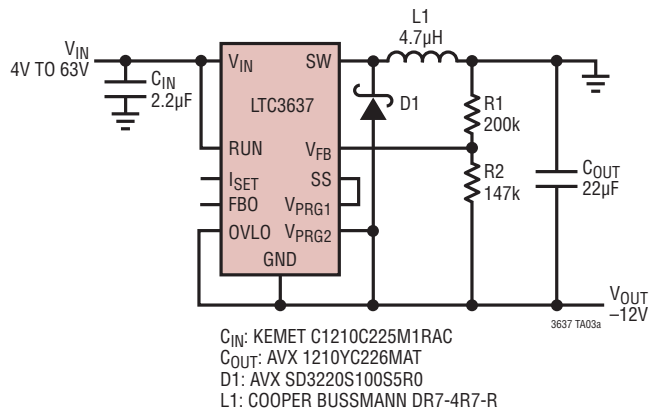 L1
4.7µH
VIN
4V TO 63V
CIN
2.2µF
VIN
SW
LTC3637
D1
R1
200k
RUN
VFB
R2
147k
COUT
22µF
ISET
SS
FBO
VPRG1
OVLO
VPRG2
GND
VOUT
–12V
3637 TA03a
CIN: KEMET C1210C225M1RAC
COUT: AVX 1210YC226MAT
D1: AVX SD3220S100S5R0
L1: COOPER BUSSMANN DR7-4R7-R